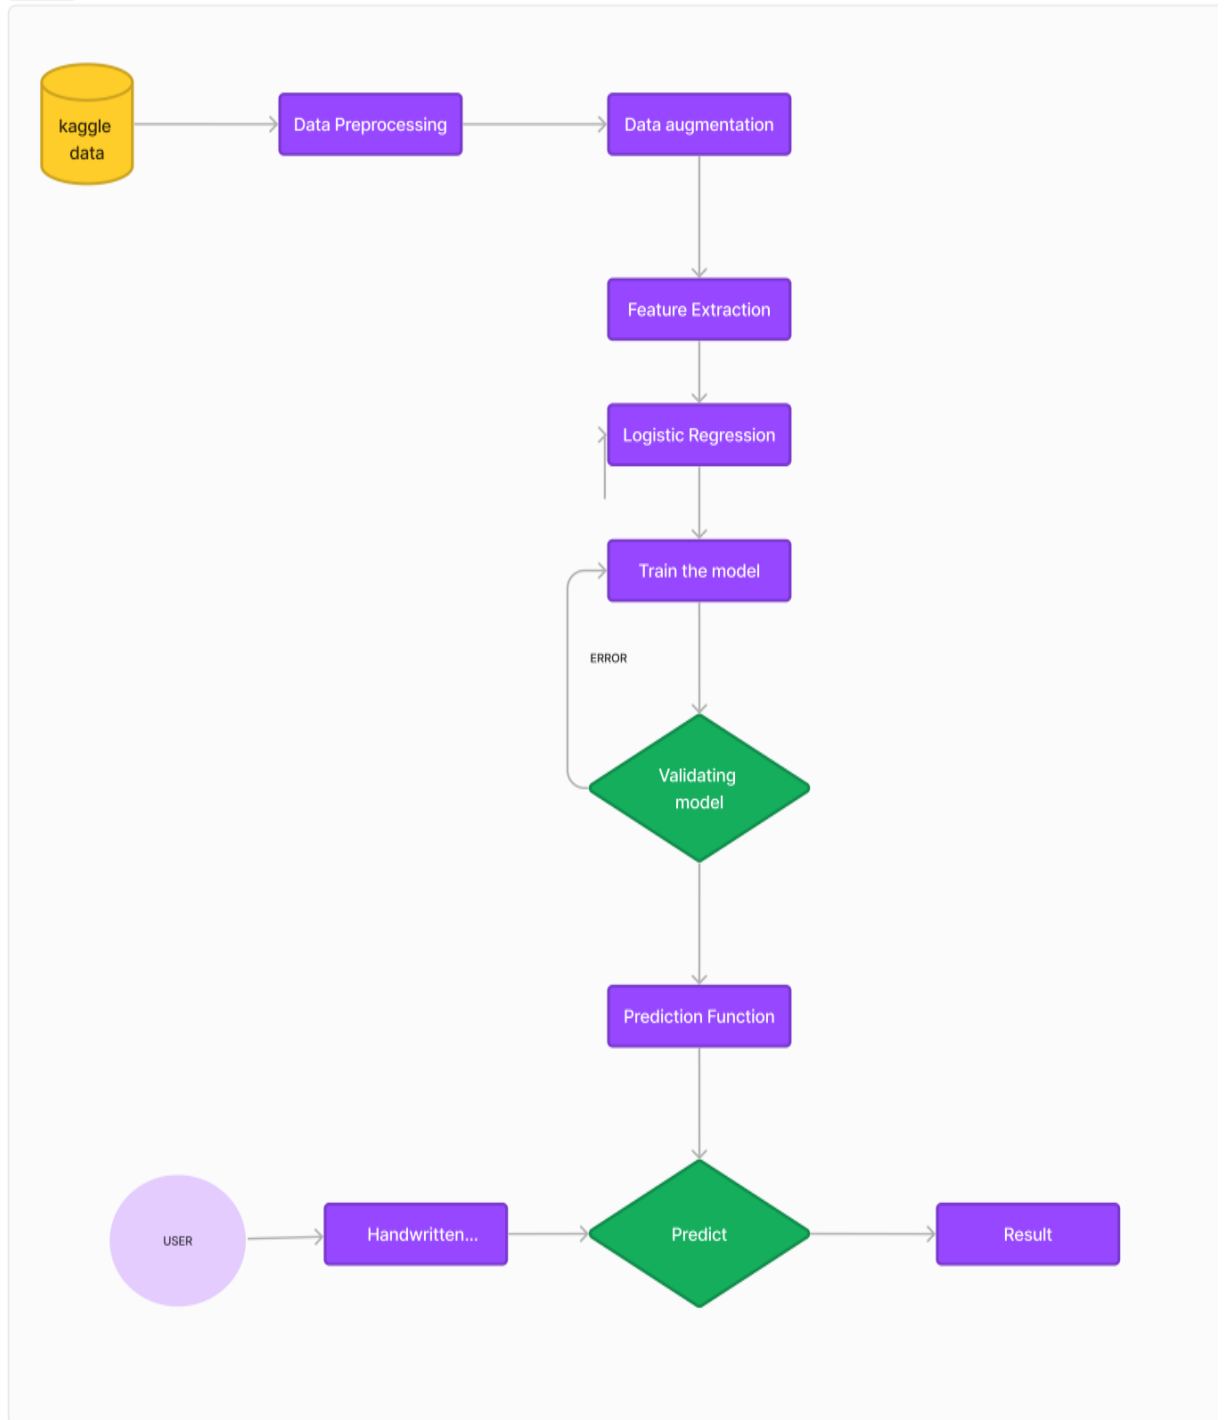 kaggle
data
Data Preprocessing
Data augmentation
Feature Extraction
Logistic Regression
Train the model
ERROR
Validating
model
Prediction Function
USER
Handwritten...
Predict
Result